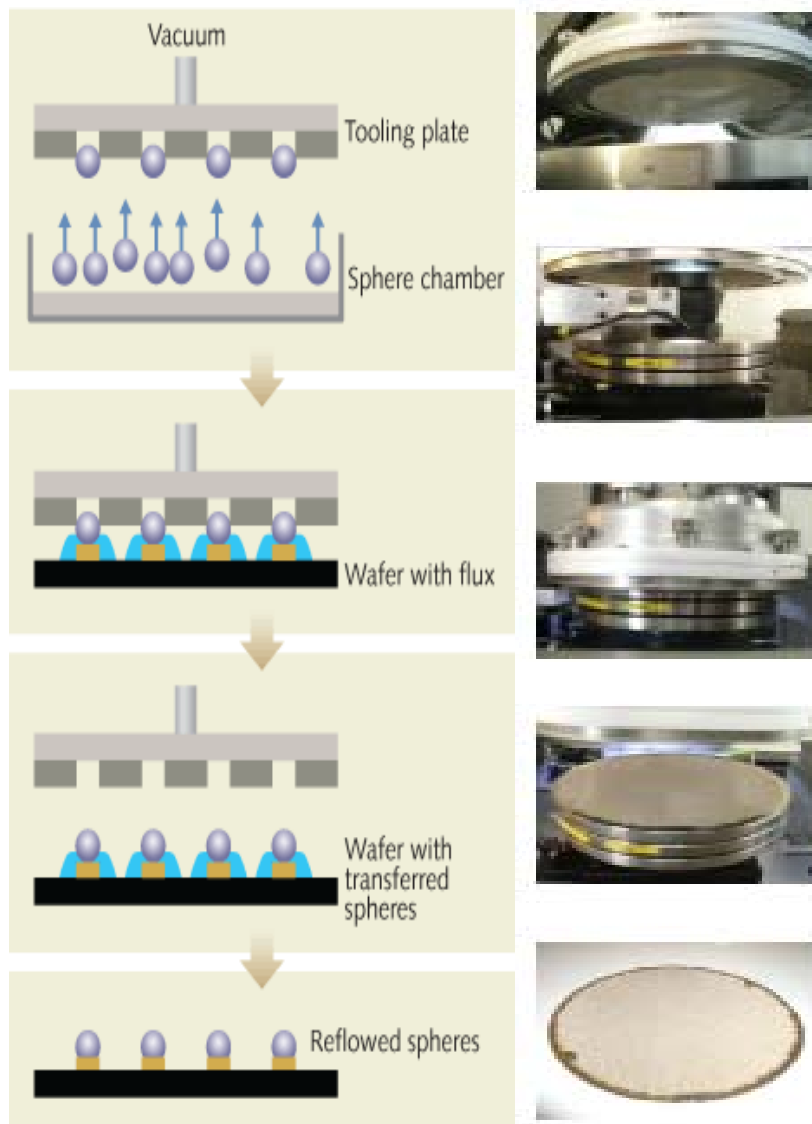 Vacuum
Tooling plate
Sphere chamber
Wafer with flux
Wafer with
transferred
spheres
Reflowed spheres